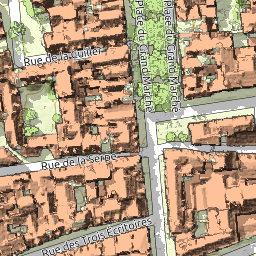 Rue de la Cuiller
Place du Grand Marché
Place du Grand Marché
Rue de la Serpe
Rue des Trois Écritoires